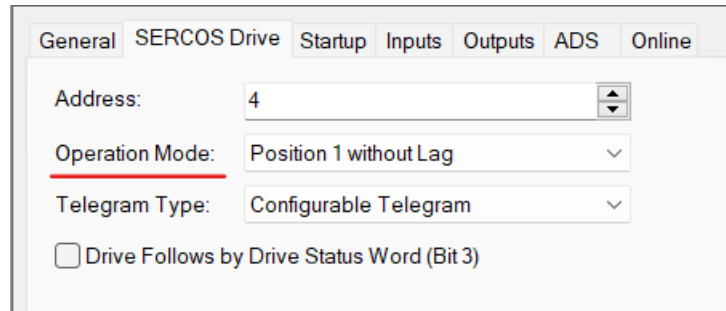 General SERCOS Drive Startup Inputs Outputs ADS Online
Address: 4
Operation Mode: Position 1 without Lag
Telegram Type: Configurable Telegram
Drive Follows by Drive Status Word (Bit 3)